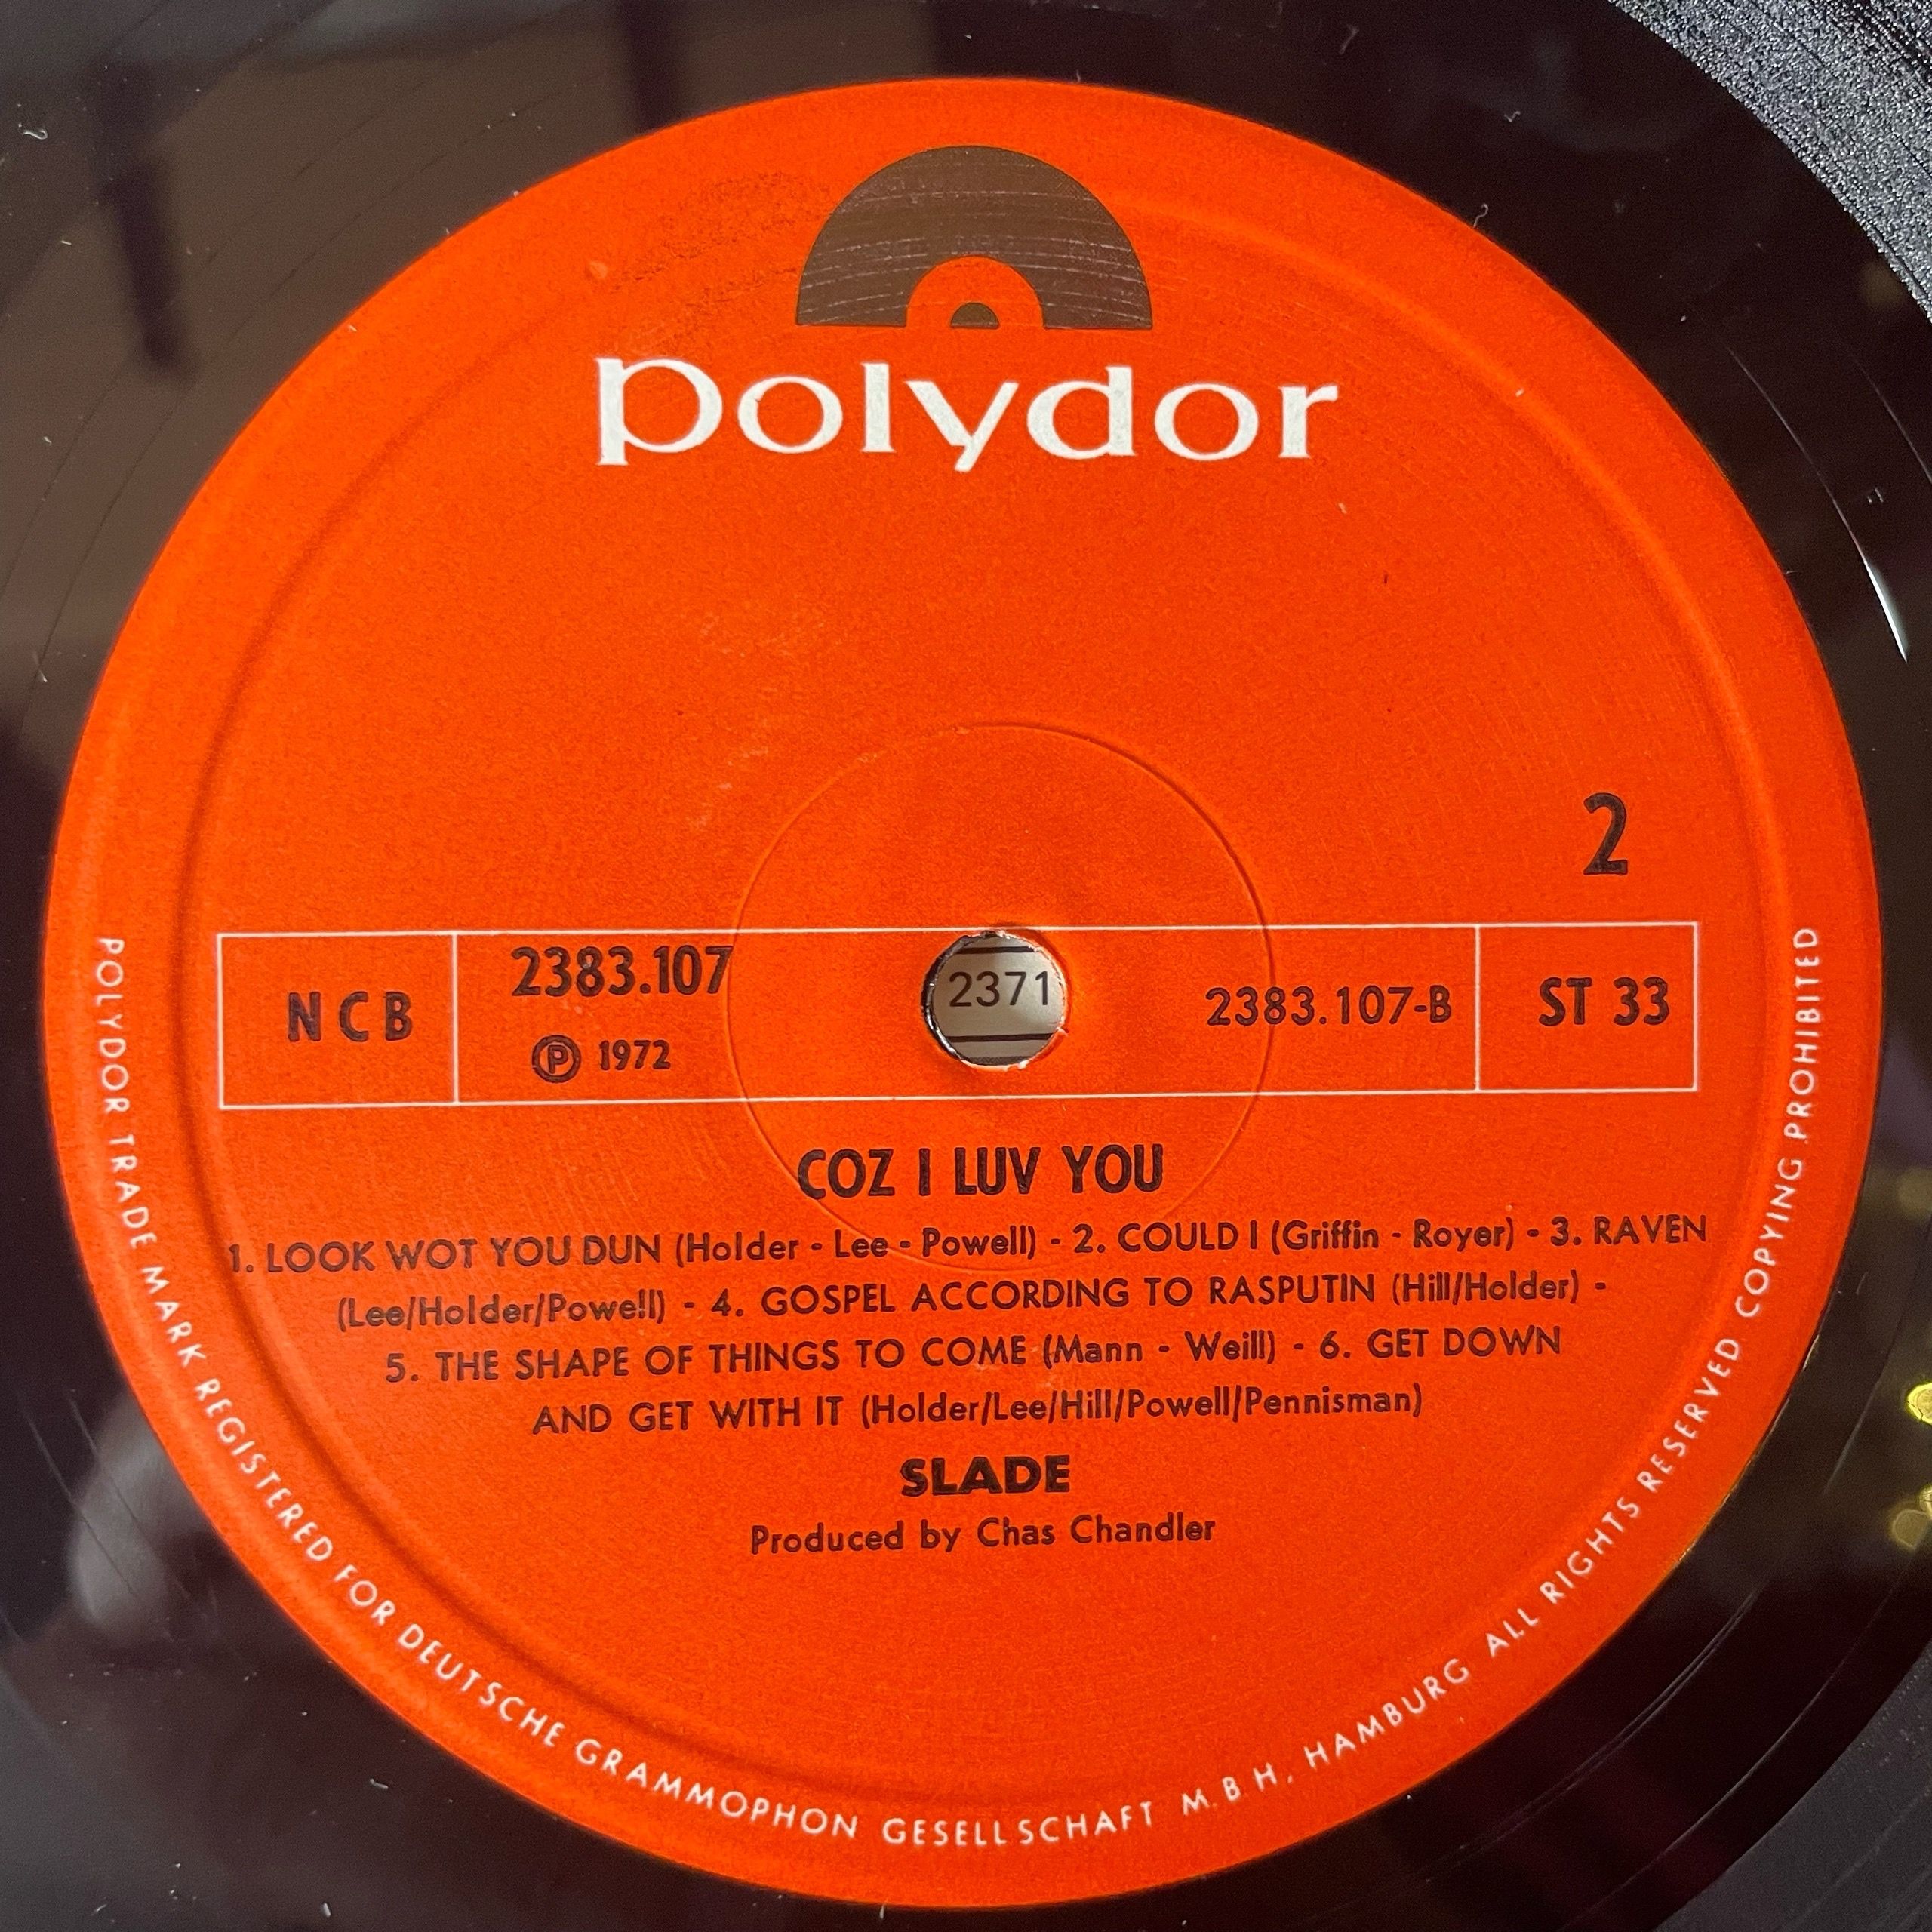 polydor
2
NCB
2383.107
℗ 1972
2371
2383.107-B
ST 33
COZ I LUV YOU
1. LOOK WOT YOU DUN (Holder - Lee - Powell) - 2. COULD I (Griffin - Royer) - 3. RAVEN
(Lee/Holder/Powell) - 4. GOSPEL ACCORDING TO RASPUTIN (Hill/Holder) -
5. THE SHAPE OF THINGS TO COME (Mann - Weill) - 6. GET DOWN
AND GET WITH IT (Holder/Lee/Hill/Powell/Pennisman)
SLADE
Produced by Chas Chandler
POLYDOR TRADE MARK REGISTERED FOR DEUTSCHE GRAMMOPHON GESELLSCHAFT M.B.H, HAMBURG ALL RIGHTS RESERVED COPYING PROHIBITED